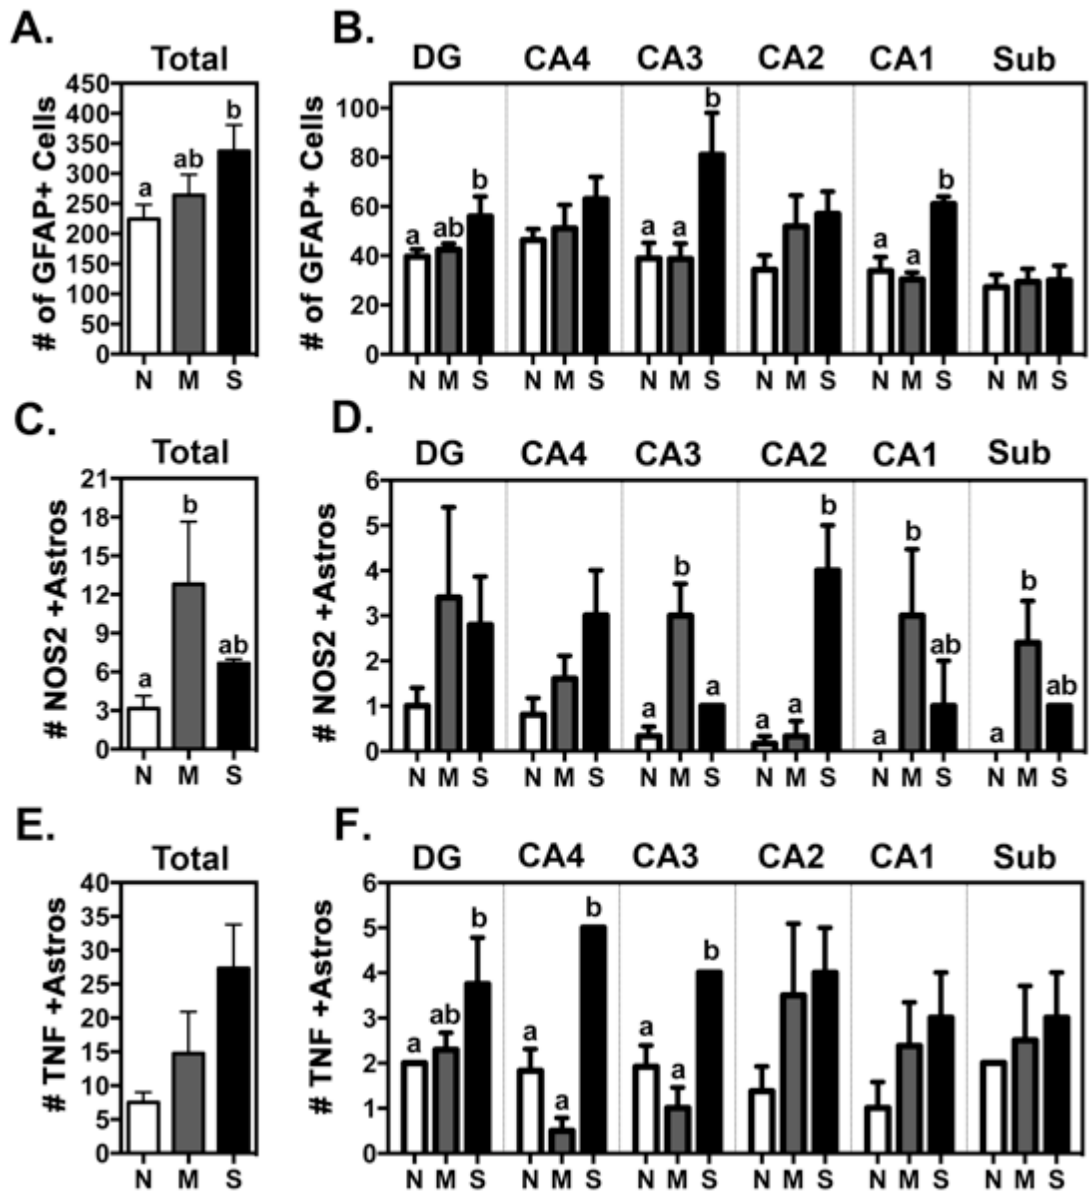 A.
Total
# of GFAP+ Cells
450
400
350
300
250
200
150
100
50
0
a
ab
b
N M S
B.
DG CA4 CA3 CA2 CA1 Sub
# of GFAP+ Cells
100
80
60
40
20
0
a ab b
a a b
a a b
N M S N M S N M S N M S N M S N M S
C.
Total
# NOS2 +Astros
21
18
15
12
9
6
3
0
a
b
ab
N M S
D.
DG CA4 CA3 CA2 CA1 Sub
# NOS2 +Astros
6
5
4
3
2
1
0
a b a
a a b
a b ab
a b ab
N M S N M S N M S N M S N M S N M S
E.
Total
# TNF +Astros
40
35
30
25
20
15
10
5
0
N M S
F.
DG CA4 CA3 CA2 CA1 Sub
# TNF +Astros
6
5
4
3
2
1
0
a ab b
a a b
a a b
N M S N M S N M S N M S N M S N M S